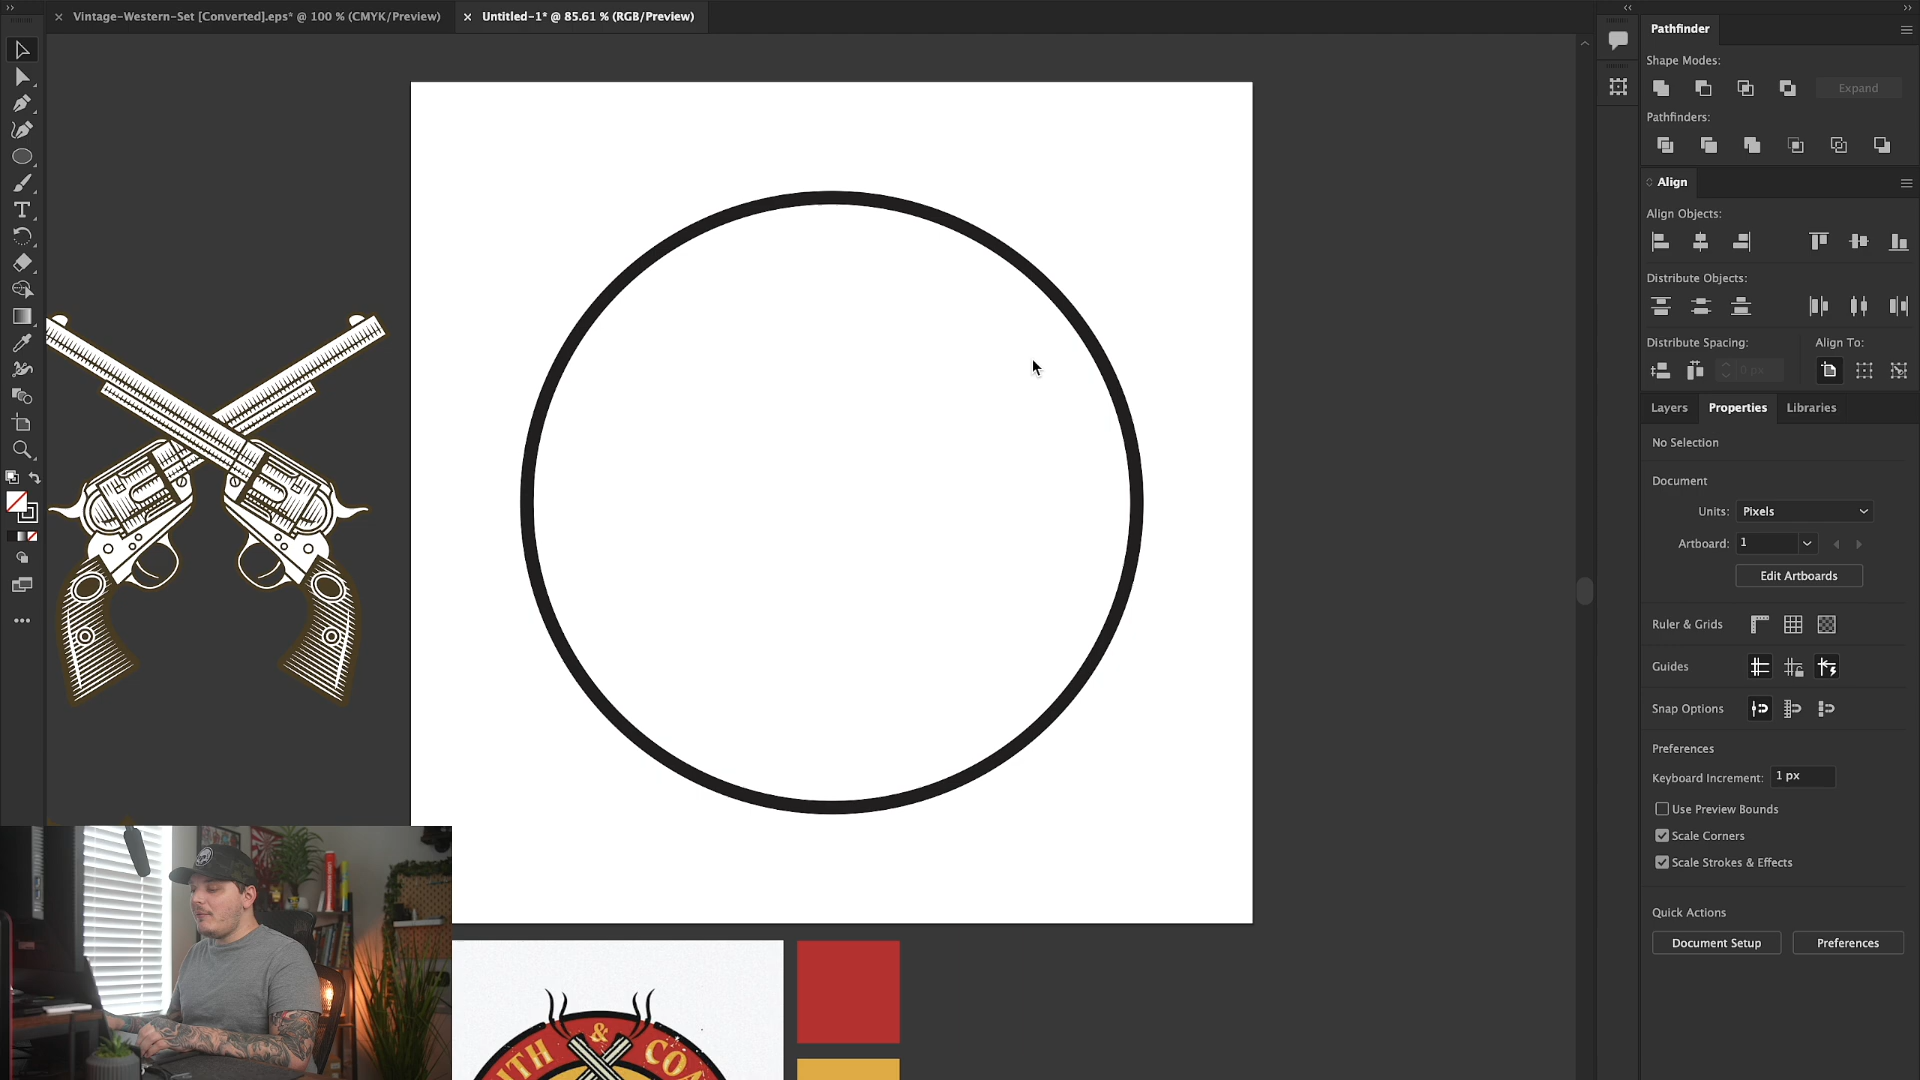 Vintage-Western-Set [Converted].eps* @ 100 % (CMYK/Preview)
Untitled-1* @ 85.61 % (RGB/Preview)
Pathfinder
Shape Modes:
Expand
Pathfinders:
Align
Align Objects:
Distribute Objects:
Distribute Spacing:
Align To:
0 px
Layers
Properties
Libraries
No Selection
Document
Units:
Pixels
Artboard:
1
Edit Artboards
Ruler & Grids
Guides
Snap Options
Preferences
Keyboard Increment:
1 px
Use Preview Bounds
Scale Corners
Scale Strokes & Effects
Quick Actions
Document Setup
Preferences
&